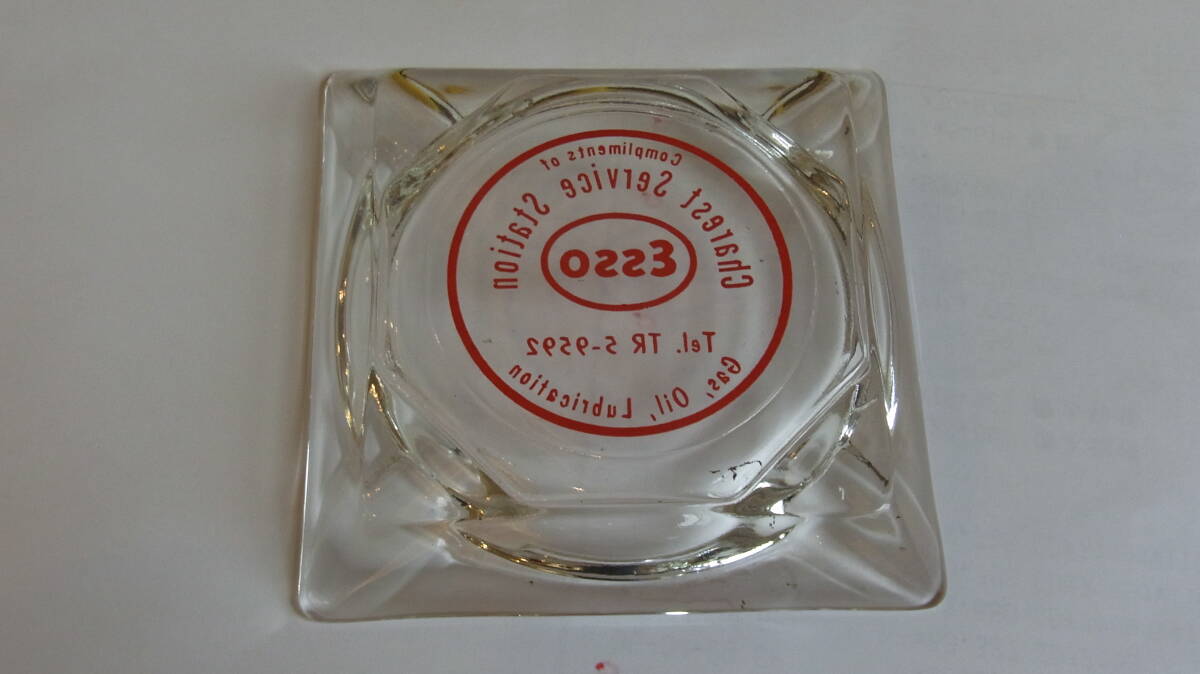 Compliments of
Charest Service Station
Esso
Tel. TR 5-9592
Gas, Oil, Lubrication